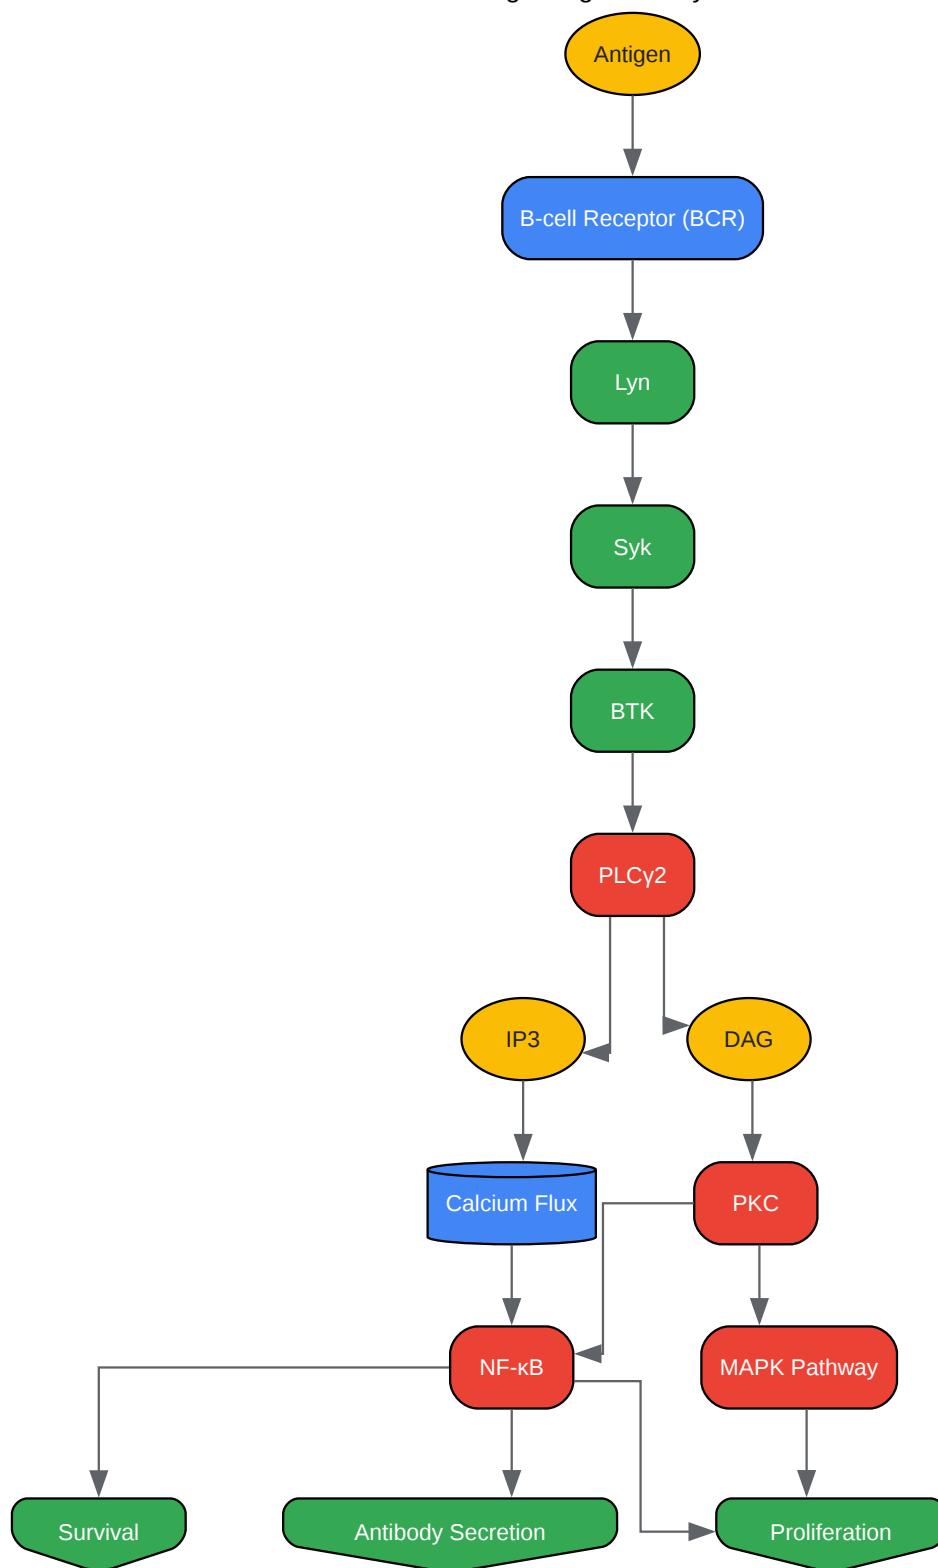 Antigen
B-cell Receptor (BCR)
Lyn
Syk
BTK
PLCγ2
IP3
DAG
Calcium Flux
PKC
NF-κB
MAPK Pathway
Survival
Antibody Secretion
Proliferation